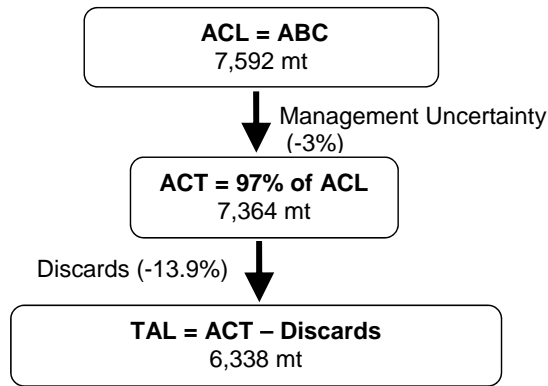 ACL = ABC
7,592 mt
Management Uncertainty
(-3%)
ACT = 97% of ACL
7,364 mt
Discards (-13.9%)
TAL = ACT – Discards
6,338 mt